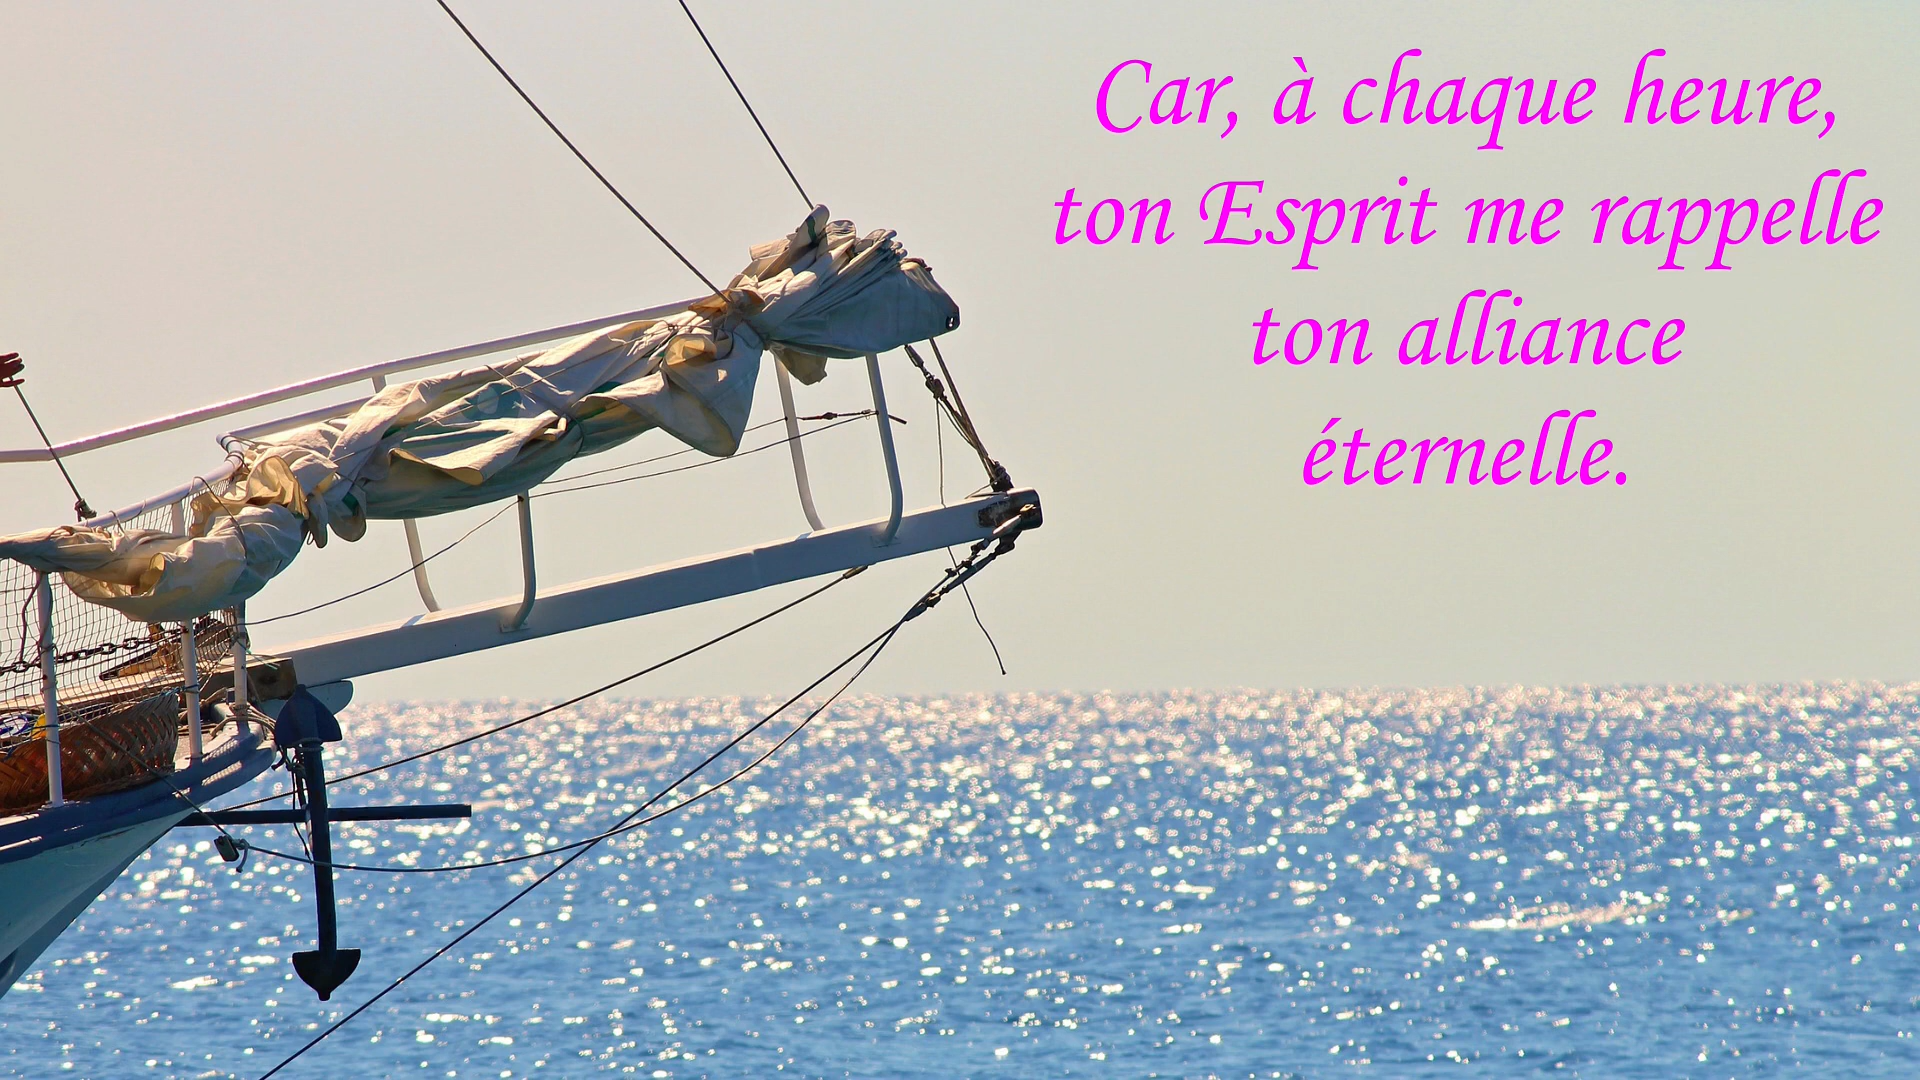 Car, à chaque heure,
ton Esprit me rappelle
ton alliance
éternelle.